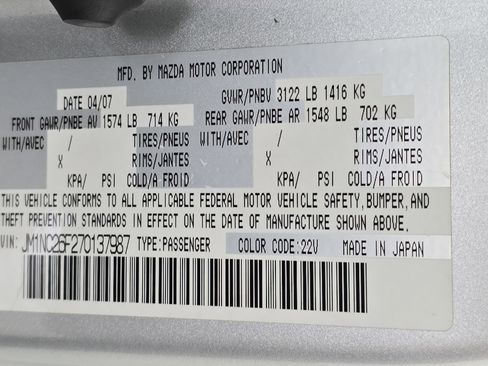 MFD. BY MAZDA MOTOR CORPORATION
DATE 04/07 GVWR/PNBV 3122 LB 1416 KG
FRONT GAWR/PNBE AV 1574 LB 714 KG REAR GAWR/PNBE AR 1548 LB 702 KG
WITH/AVEC / TIRES/PNEUS WITH/AVEC / TIRES/PNEUS
X RIMS/JANTES X RIMS/JANTES
KPA/ PSI COLD/A FROID KPA/ PSI COLD/A FROID
THIS VEHICLE CONFORMS TO ALL APPLICABLE FEDERAL MOTOR VEHICLE SAFETY, BUMPER, AND
THEFT PREVENTION STANDARDS IN EFFECT ON THE DATE OF MANUFACTURE SHOWN ABOVE.
VIN: JM1NC26F270137987 TYPE:PASSENGER COLOR CODE:22V MADE IN JAPAN